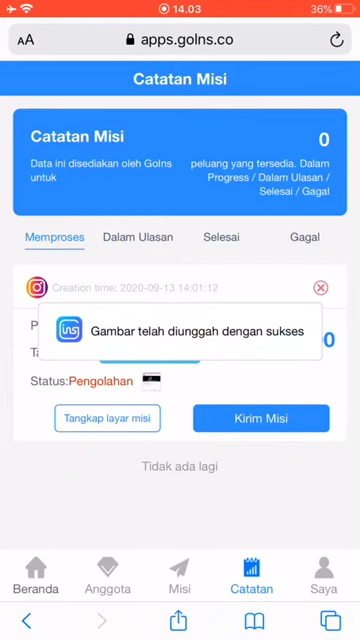 14.03
36%
AA
apps.golns.co
Catatan Misi
Catatan Misi
0
Data ini disediakan oleh GoIns untuk
peluang yang tersedia. Dalam Progress / Dalam Ulasan / Selesai / Gagal
Memproses
Dalam Ulasan
Selesai
Gagal
Creation time: 2020-09-13 14:01:12
ins
Gambar telah diunggah dengan sukses
0
Status:Pengolahan
Tangkap layar misi
Kirim Misi
Tidak ada lagi
Beranda
Anggota
Misi
Catatan
Saya